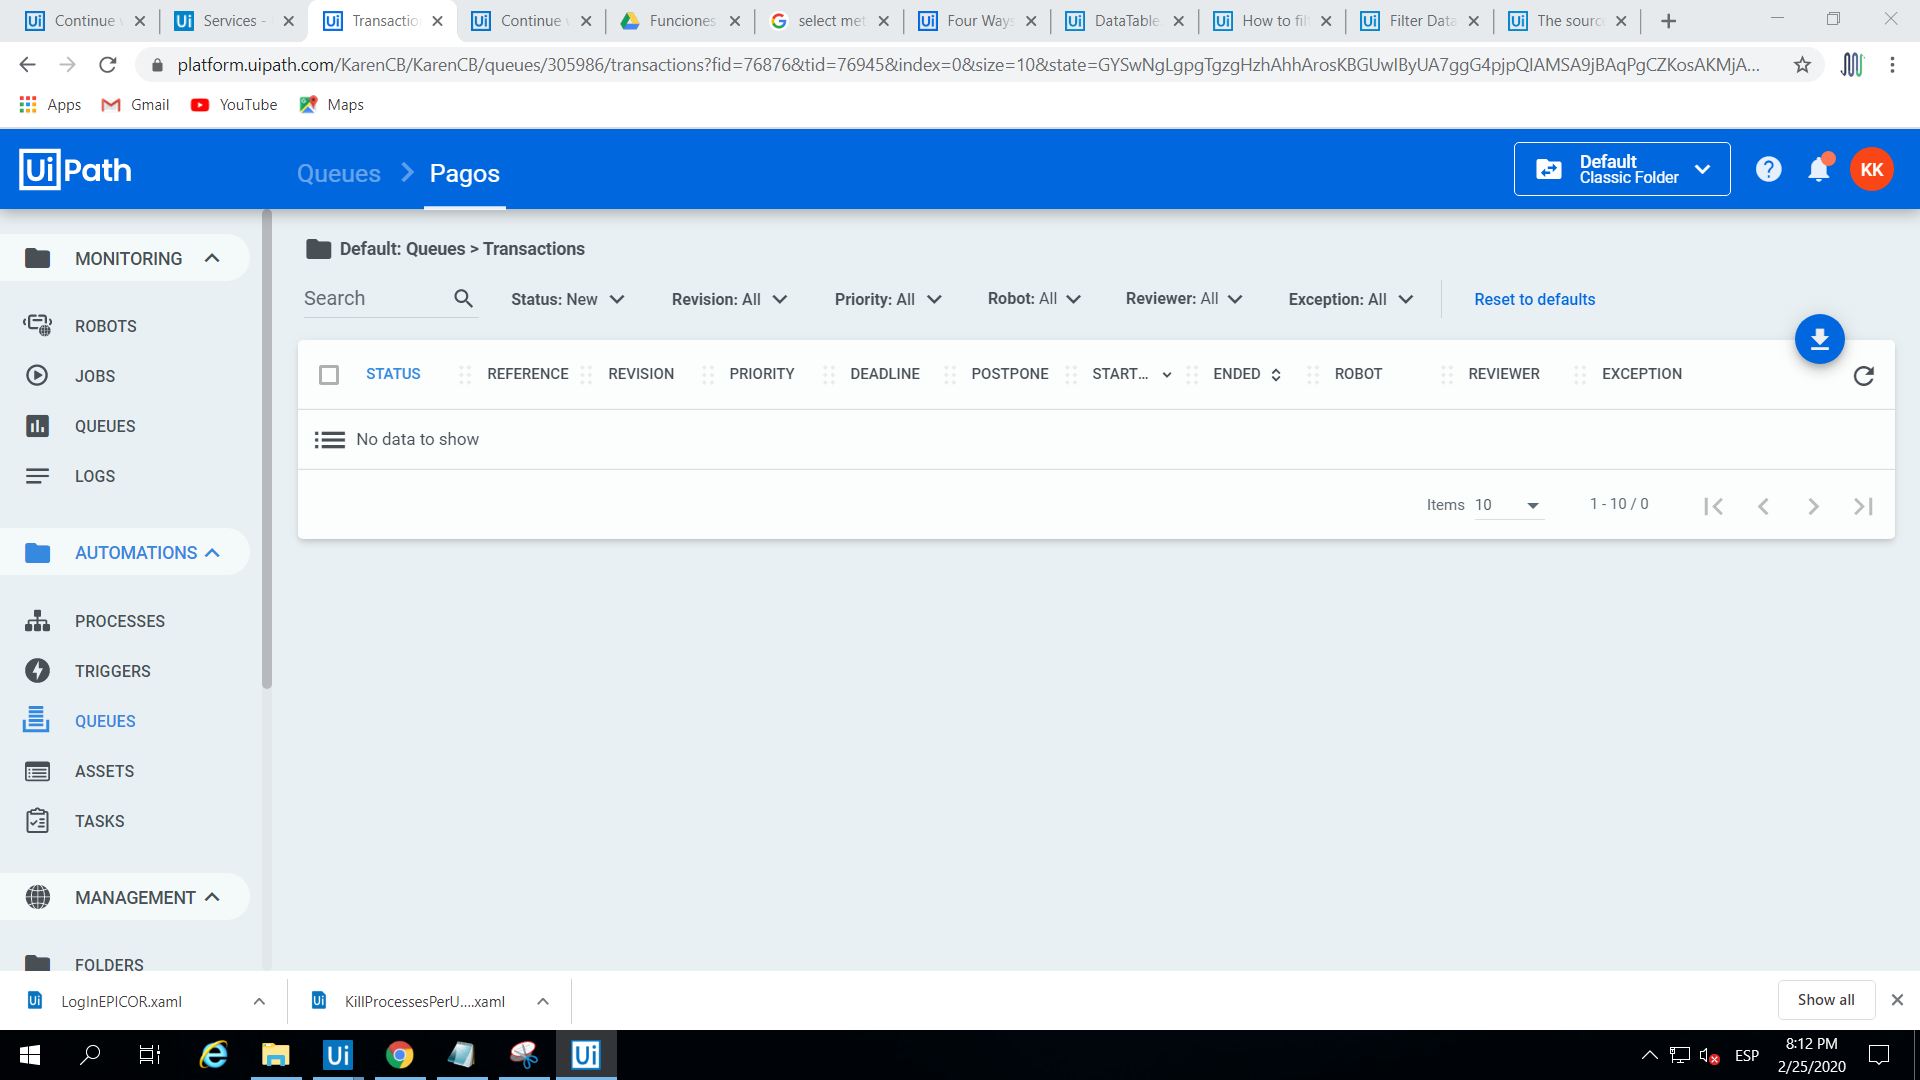 Continue w
Services -
Transaction
Continue w
Funciones
select met
Four Ways
DataTable
How to fil
Filter Data
The sourc
platform.uipath.com/KarenCB/KarenCB/queues/305986/transactions?fid=76876&tid=76945&index=0&size=10&state=GYSwNgLgpgTgzgHzhAhhArosKBGUwIByUA7ggG4pjpQIAMSA9jBAqPgCZKosAKMjA...
Apps
Gmail
YouTube
Maps
UiPath
Queues > Pagos
Default
Classic Folder
KK
MONITORING
ROBOTS
JOBS
QUEUES
LOGS
AUTOMATIONS
PROCESSES
TRIGGERS
QUEUES
ASSETS
TASKS
MANAGEMENT
FOLDERS
Default: Queues > Transactions
Search
Status: New
Revision: All
Priority: All
Robot: All
Reviewer: All
Exception: All
Reset to defaults
STATUS REFERENCE REVISION PRIORITY DEADLINE POSTPONE START... ENDED ROBOT REVIEWER EXCEPTION
No data to show
Items 10 1 - 10 / 0
LogInEPICOR.xaml
KillProcessesPerU....xaml
Show all
ESP
8:12 PM
2/25/2020